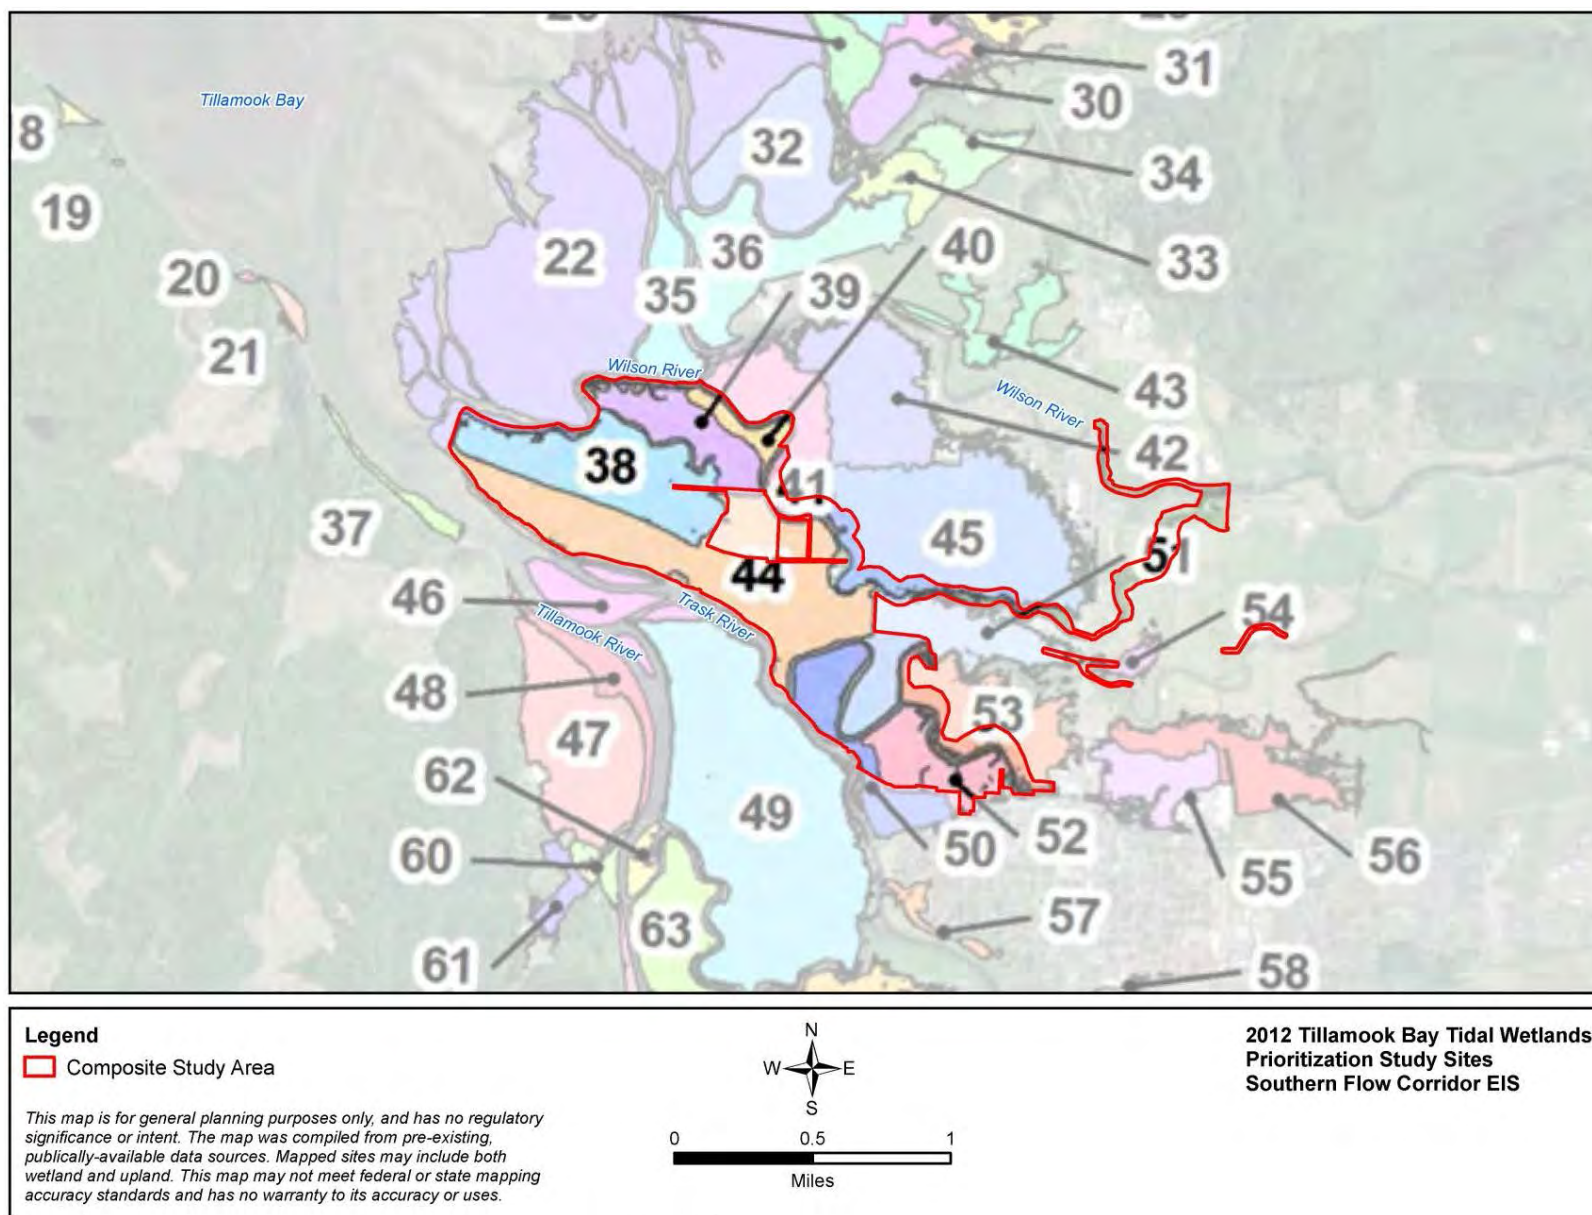 31
30
Tillamook Bay
8
32
34
19
40
33
22
36
20
39
35
21
Wilson River
43
Wilson River
42
38
41
37
45
51
44
46
Trask River
54
Tillamook River
48
53
47
62
49
60
50
52
56
55
57
63
61
58
Legend
Composite Study Area
This map is for general planning purposes only, and has no regulatory
significance or intent. The map was compiled from pre-existing,
publically-available data sources. Mapped sites may include both
wetland and upland. This map may not meet federal or state mapping
accuracy standards and has no warranty to its accuracy or uses.
N
W E
S
0 0.5 1
Miles
2012 Tillamook Bay Tidal Wetlands
Prioritization Study Sites
Southern Flow Corridor EIS